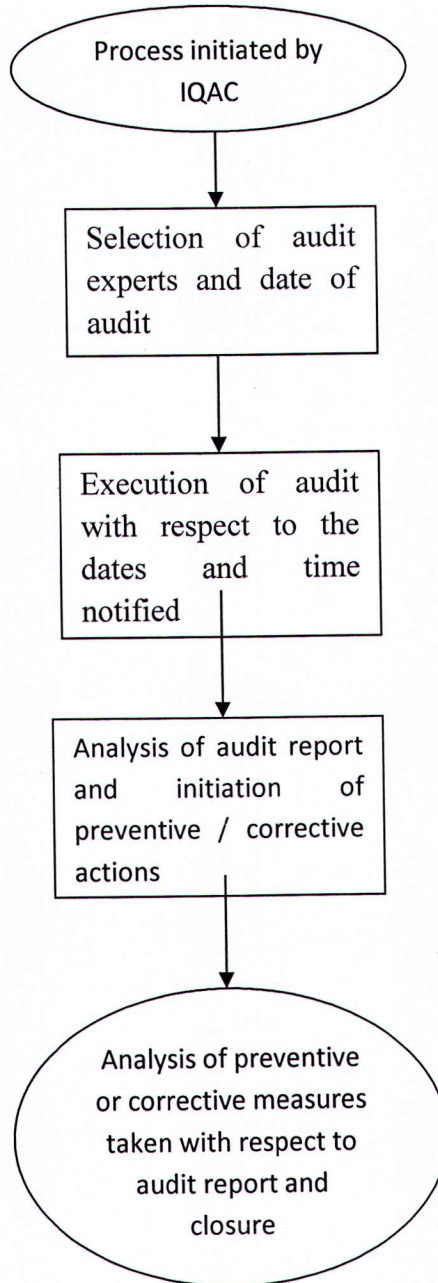 Process initiated by
IQAC
Selection of audit
experts and date of
audit
Execution of audit
with respect to the
dates and time
notified
Analysis of audit report
and initiation of
preventive / corrective
actions
Analysis of preventive
or corrective measures
taken with respect to
audit report and
closure